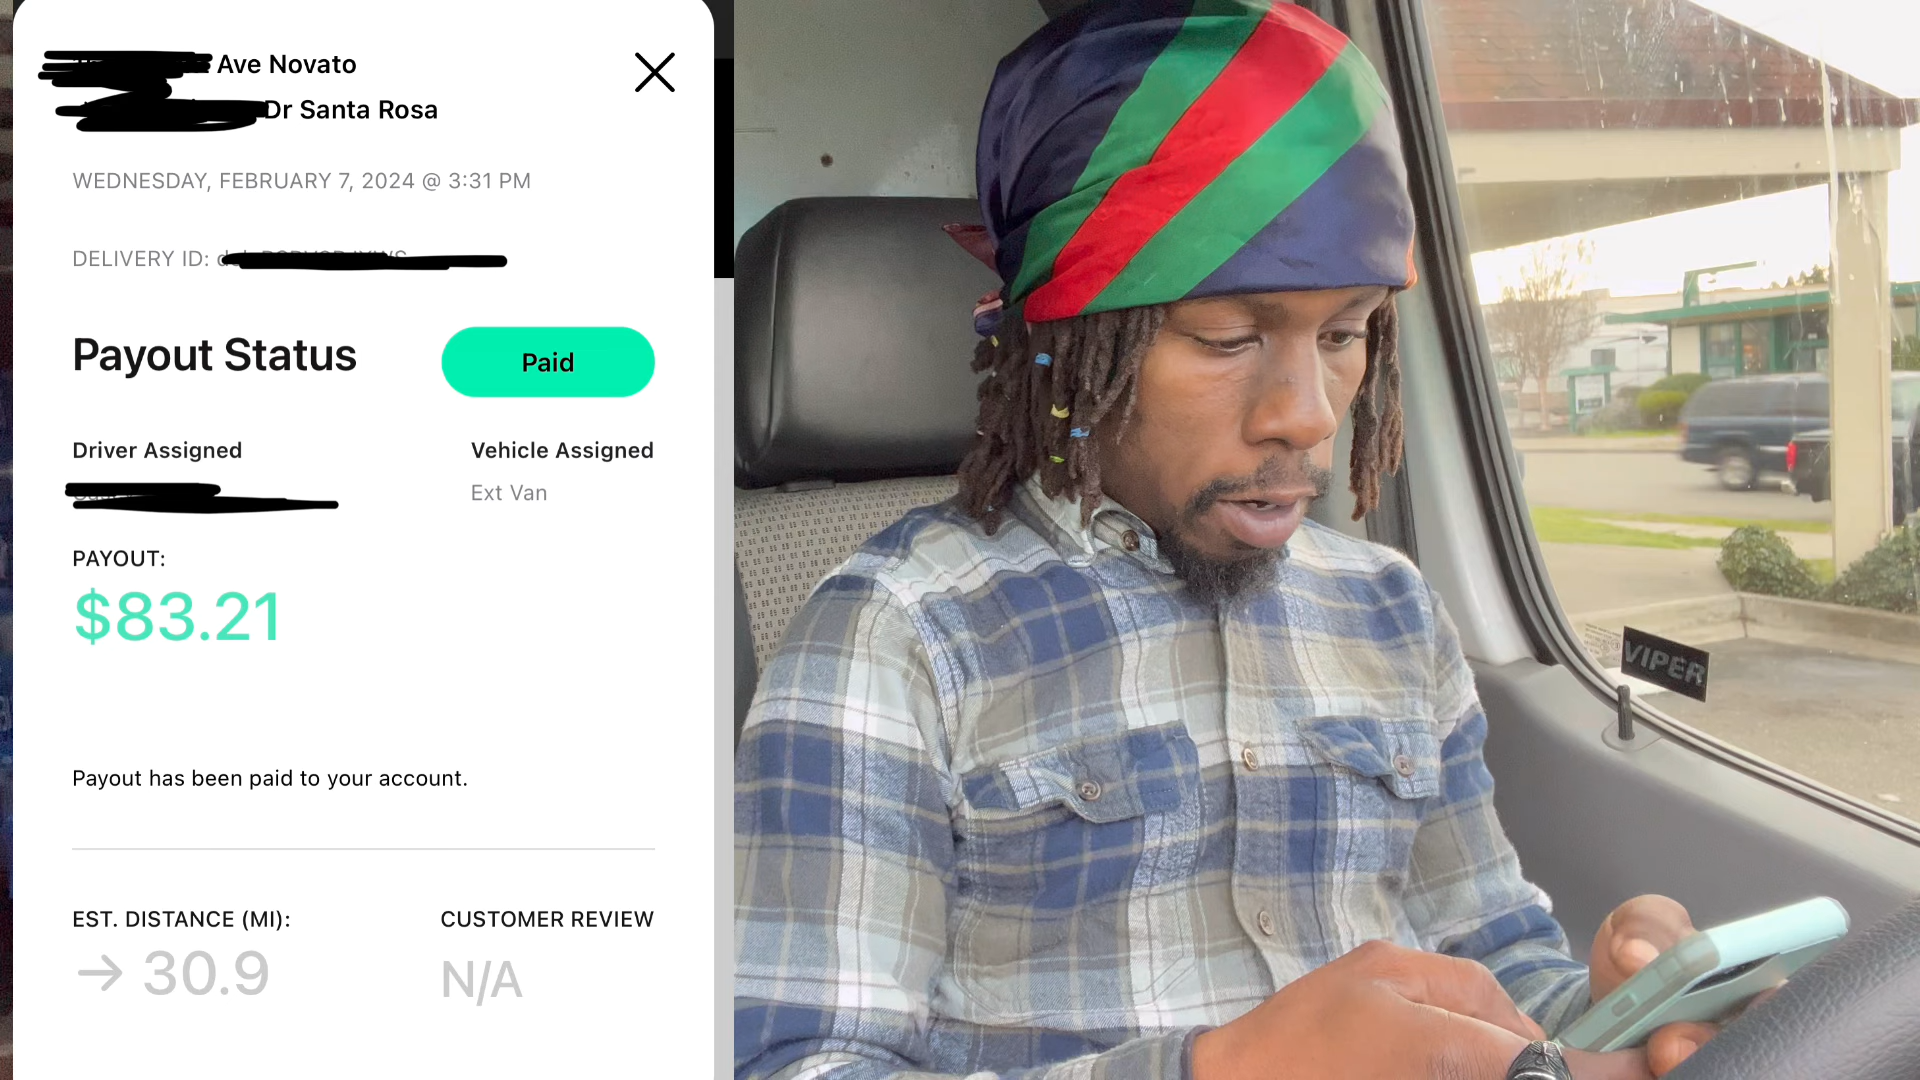 Ave Novato
Dr Santa Rosa
WEDNESDAY, FEBRUARY 7, 2024 @ 3:31 PM
DELIVERY ID:
Payout Status
Paid
Driver Assigned
Vehicle Assigned
Ext Van
PAYOUT:
$83.21
Payout has been paid to your account.
EST. DISTANCE (MI):
CUSTOMER REVIEW
→ 30.9
N/A
VIPER